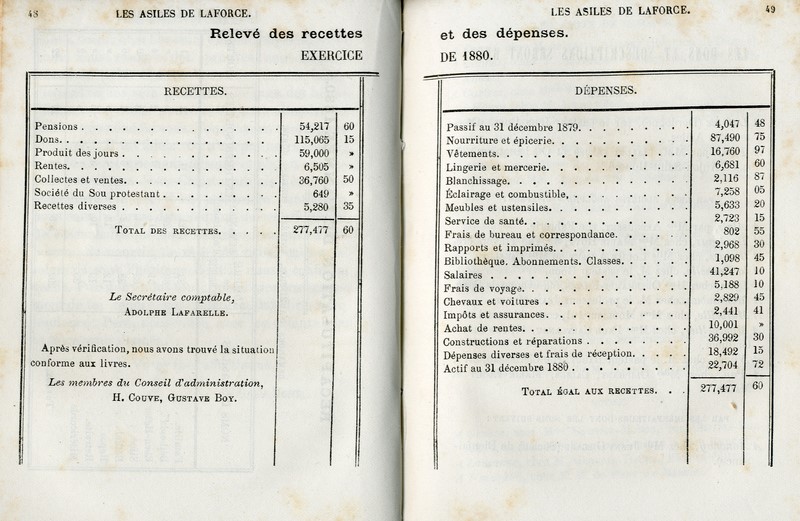 48 LES ASILES DE LAFORCE.
Relevé des recettes
EXERCICE
RECETTES.
Pensions . . . . . . . . . . . . . . 54,217 60
Dons. . . . . . . . . . . . . . . 115,065 15
Produit des jours . . . . . . . . . . . 59,000 »
Rentes. . . . . . . . . . . . . . . 6,505 »
Collectes et ventes. . . . . . . . . . . 36,760 50
Société du Sou protestant . . . . . . . . 649 »
Recettes diverses . . . . . . . . . . . 5,280 35
TOTAL DES RECETTES. . . . . 277,477 60
Le Secrétaire comptable,
ADOLPHE LAFARELLE.
Après vérification, nous avons trouvé la situation
conforme aux livres.
Les membres du Conseil d'administration,
H. COUVE, GUSTAVE BOY.
LES ASILES DE LAFORCE. 49
et des dépenses.
DE 1880.
DÉPENSES.
Passif au 31 décembre 1879. . . . . . . . . 4,047 48
Nourriture et épicerie. . . . . . . . . . . 87,490 75
Vêtements. . . . . . . . . . . . . . . 16,760 97
Lingerie et mercerie. . . . . . . . . . . 6,681 60
Blanchissage. . . . . . . . . . . . . . 2,116 87
Éclairage et combustible, . . . . . . . . . 7,258 05
Meubles et ustensiles. . . . . . . . . . . 5,633 20
Service de santé. . . . . . . . . . . . . 2,723 15
Frais de bureau et correspondance. . . . . . 802 55
Rapports et imprimés. . . . . . . . . . . 2,968 30
Bibliothèque. Abonnements. Classes. . . . . . 1,098 45
Salaires . . . . . . . . . . . . . . . 41,247 10
Frais de voyage. . . . . . . . . . . . . 5,188 10
Chevaux et voitures . . . . . . . . . . . 2,829 45
Impôts et assurances. . . . . . . . . . . 2,441 41
Achat de rentes. . . . . . . . . . . . . 10,001 »
Constructions et réparations . . . . . . . . 36,992 30
Dépenses diverses et frais de réception. . . . . 18,492 15
Actif au 31 décembre 1880 . . . . . . . . . 22,704 72
TOTAL ÉGAL AUX RECETTES. . . 277,477 60